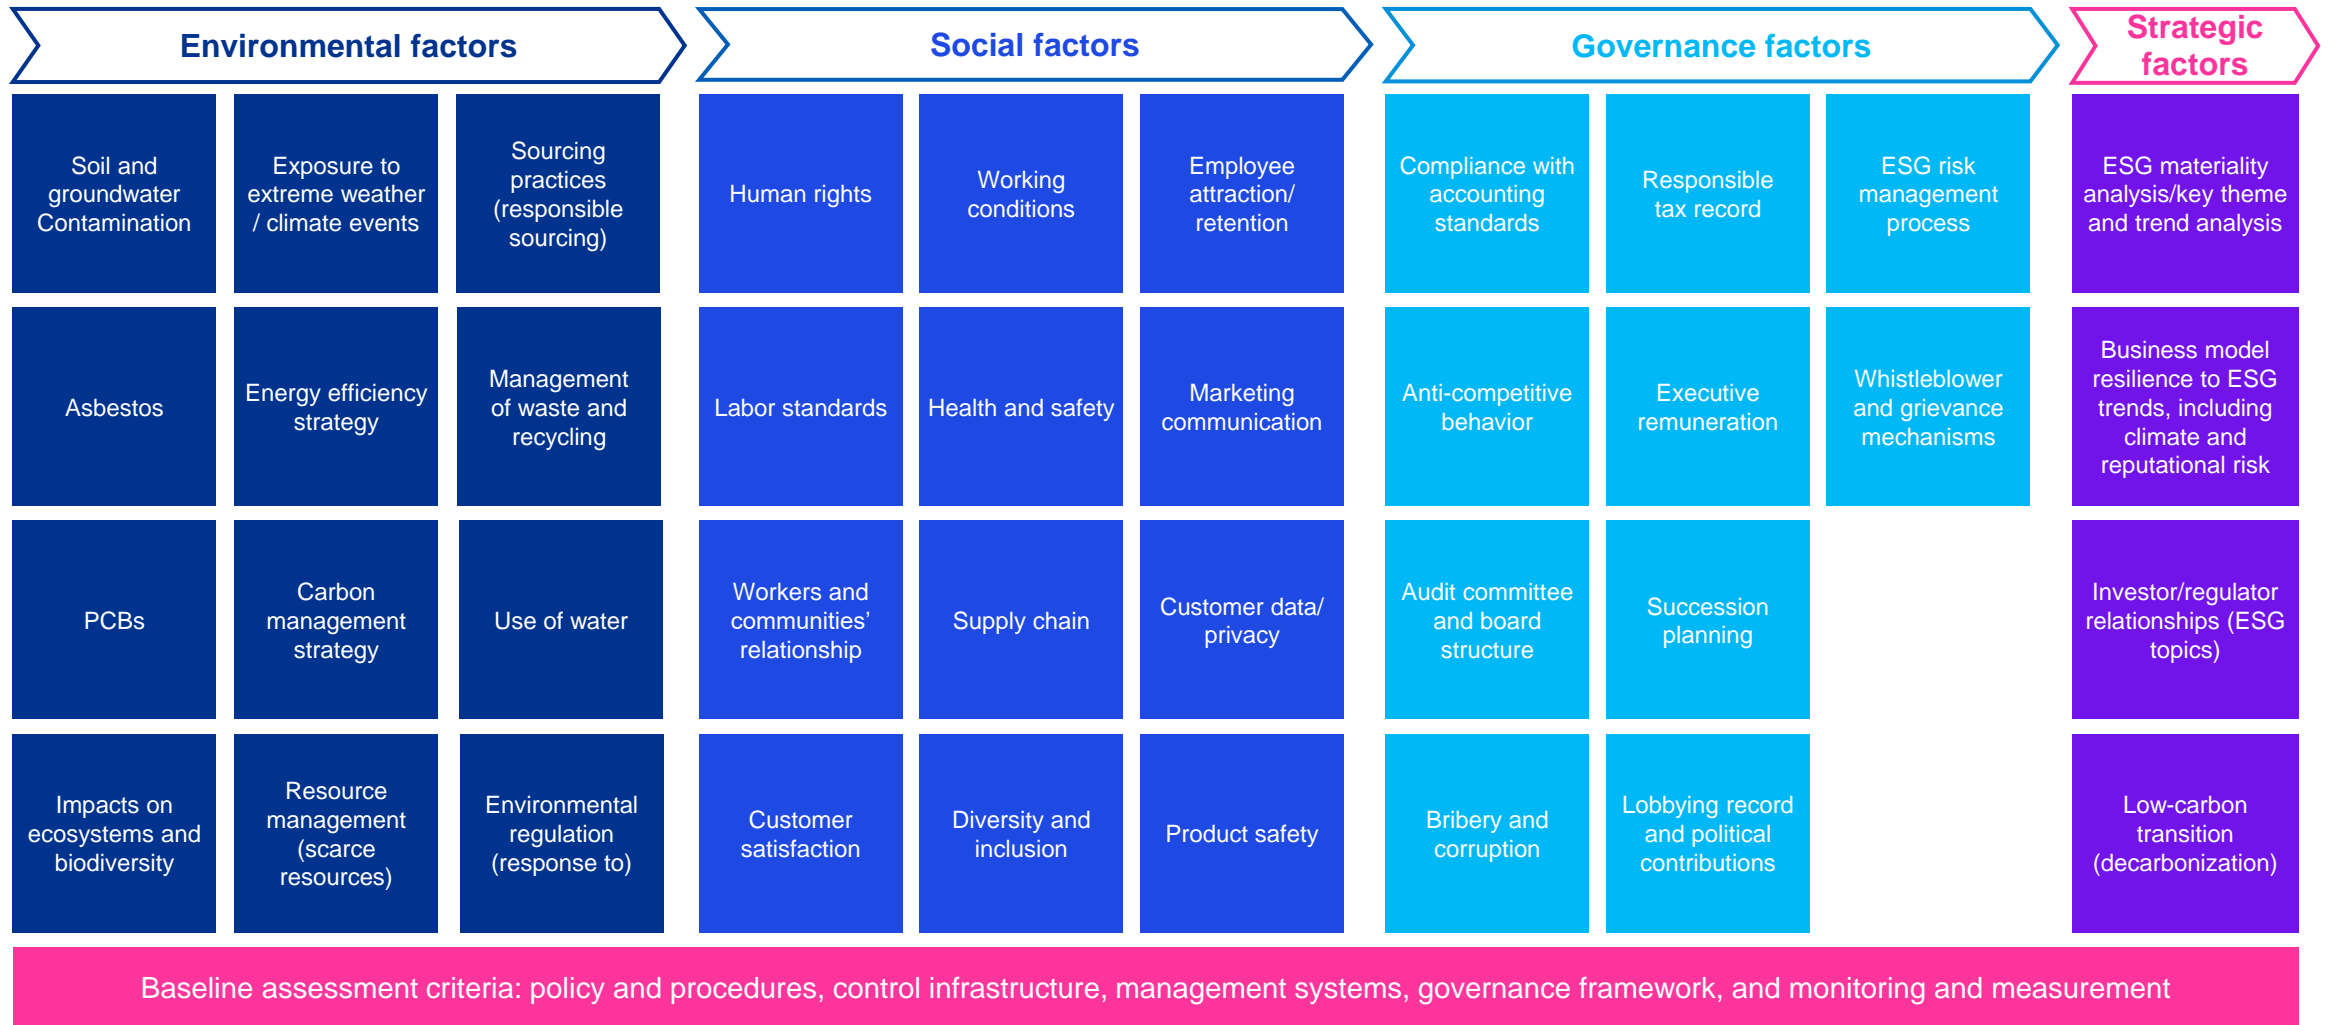 Environmental factors
Social factors
Governance factors
Strategic
factors
Soil and
groundwater
Contamination
Exposure to
extreme weather
/ climate events
Sourcing
practices
(responsible
sourcing)
Human rights
Working
conditions
Employee
attraction/
retention
Compliance with
accounting
standards
Responsible
tax record
ESG risk
management
process
ESG materiality
analysis/key theme
and trend analysis
Asbestos
Energy efficiency
strategy
Management
of waste and
recycling
Labor standards
Health and safety
Marketing
communication
Anti-competitive
behavior
Executive
remuneration
Whistleblower
and grievance
mechanisms
Business model
resilience to ESG
trends, including
climate and
reputational risk
PCBs
Carbon
management
strategy
Use of water
Workers and
communities’
relationship
Supply chain
Customer data/
privacy
Audit committee
and board
structure
Succession
planning
Investor/regulator
relationships (ESG
topics)
Impacts on
ecosystems and
biodiversity
Resource
management
(scarce
resources)
Environmental
regulation
(response to)
Customer
satisfaction
Diversity and
inclusion
Product safety
Bribery and
corruption
Lobbying record
and political
contributions
Low-carbon
transition
(decarbonization)
Baseline assessment criteria: policy and procedures, control infrastructure, management systems, governance framework, and monitoring and measurement